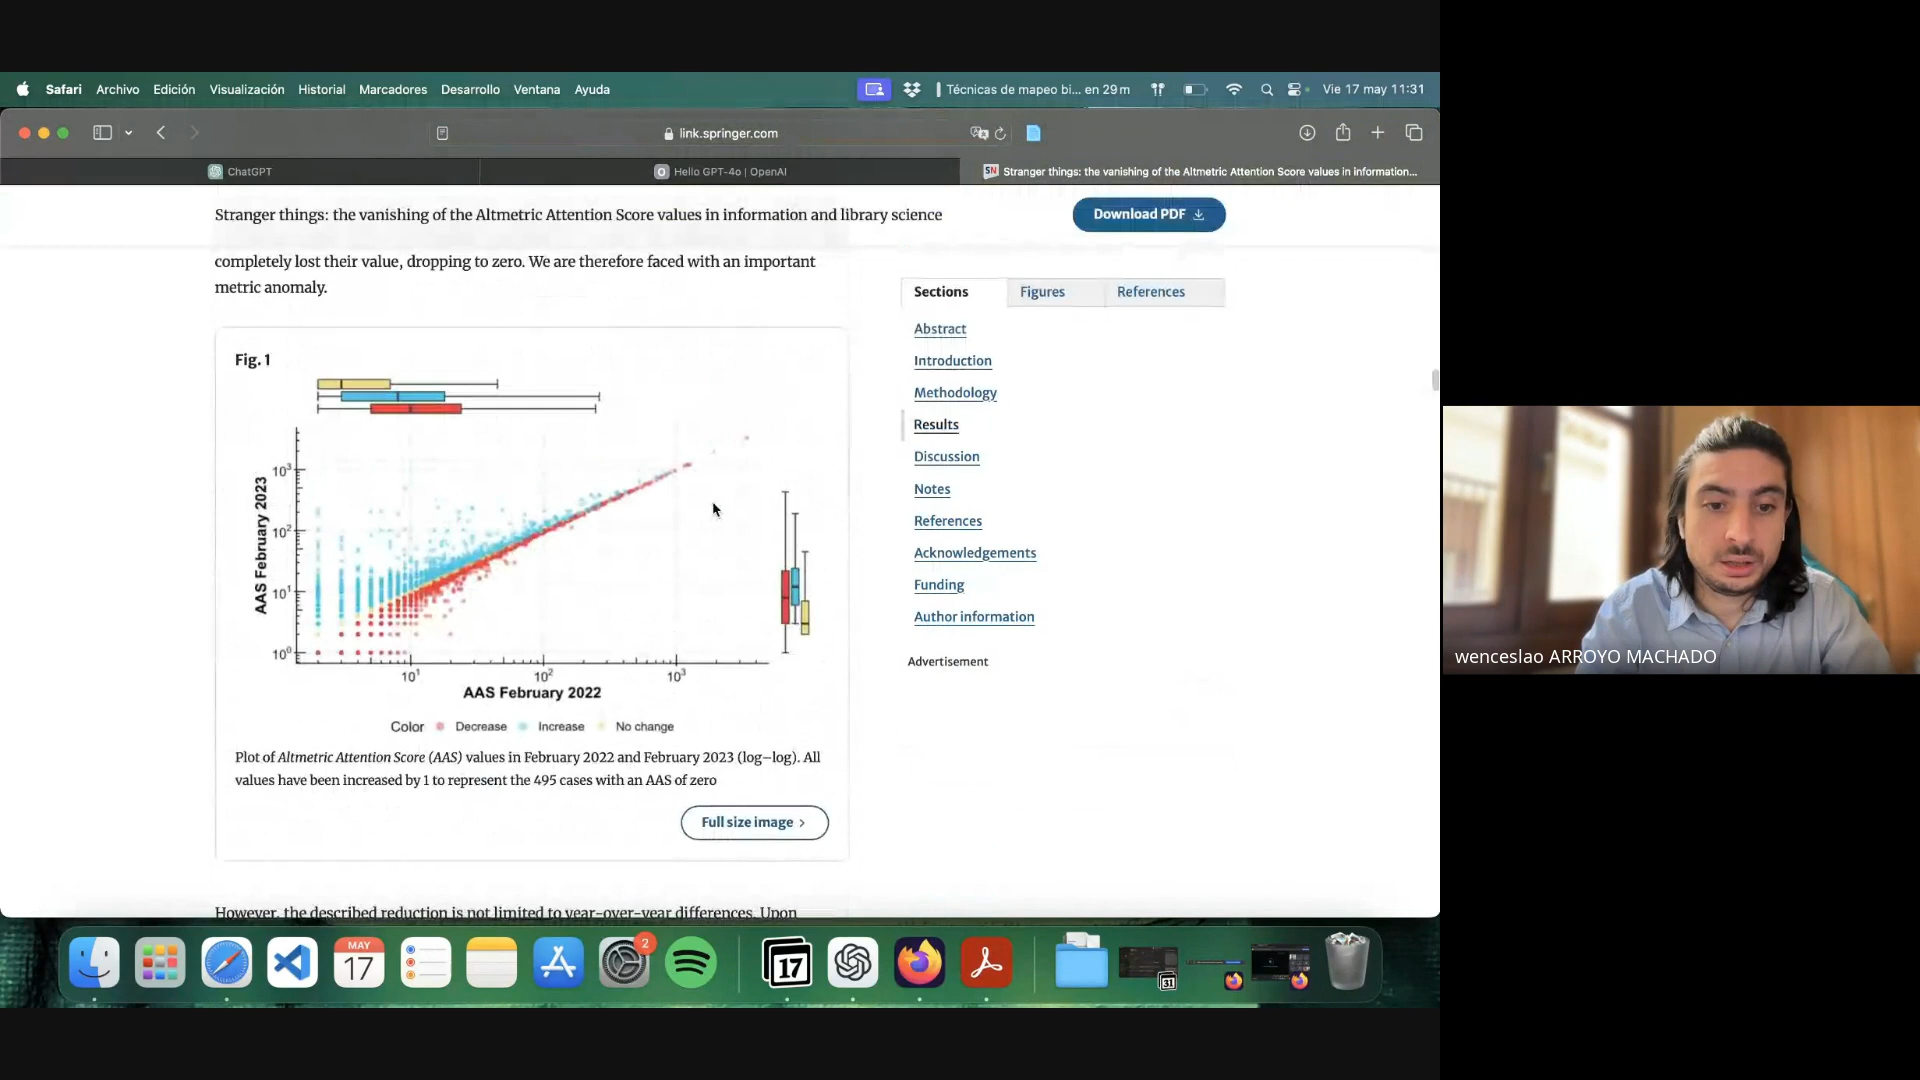 Safari Archivo Edición Visualización Historial Marcadores Desarrollo Ventana Ayuda
Técnicas de mapeo bi... en 29 m Vie 17 may 11:31
link.springer.com
ChatGPT
Hello GPT-4o | OpenAI
SN Stranger things: the vanishing of the Altmetric Attention Score values in information...
Stranger things: the vanishing of the Altmetric Attention Score values in information and library science
Download PDF
completely lost their value, dropping to zero. We are therefore faced with an important
metric anomaly.
Fig. 1
AAS February 2023
10³
10²
10¹
10⁰
10¹ 10² 10³
AAS February 2022
Color Decrease Increase No change
Plot of Altmetric Attention Score (AAS) values in February 2022 and February 2023 (log–log). All
values have been increased by 1 to represent the 495 cases with an AAS of zero
Full size image >
However, the described reduction is not limited to year-over-year differences. Upon
Sections Figures References
Abstract
Introduction
Methodology
Results
Discussion
Notes
References
Acknowledgements
Funding
Author information
Advertisement
MAY
17
2
17
31
wenceslao ARROYO MACHADO